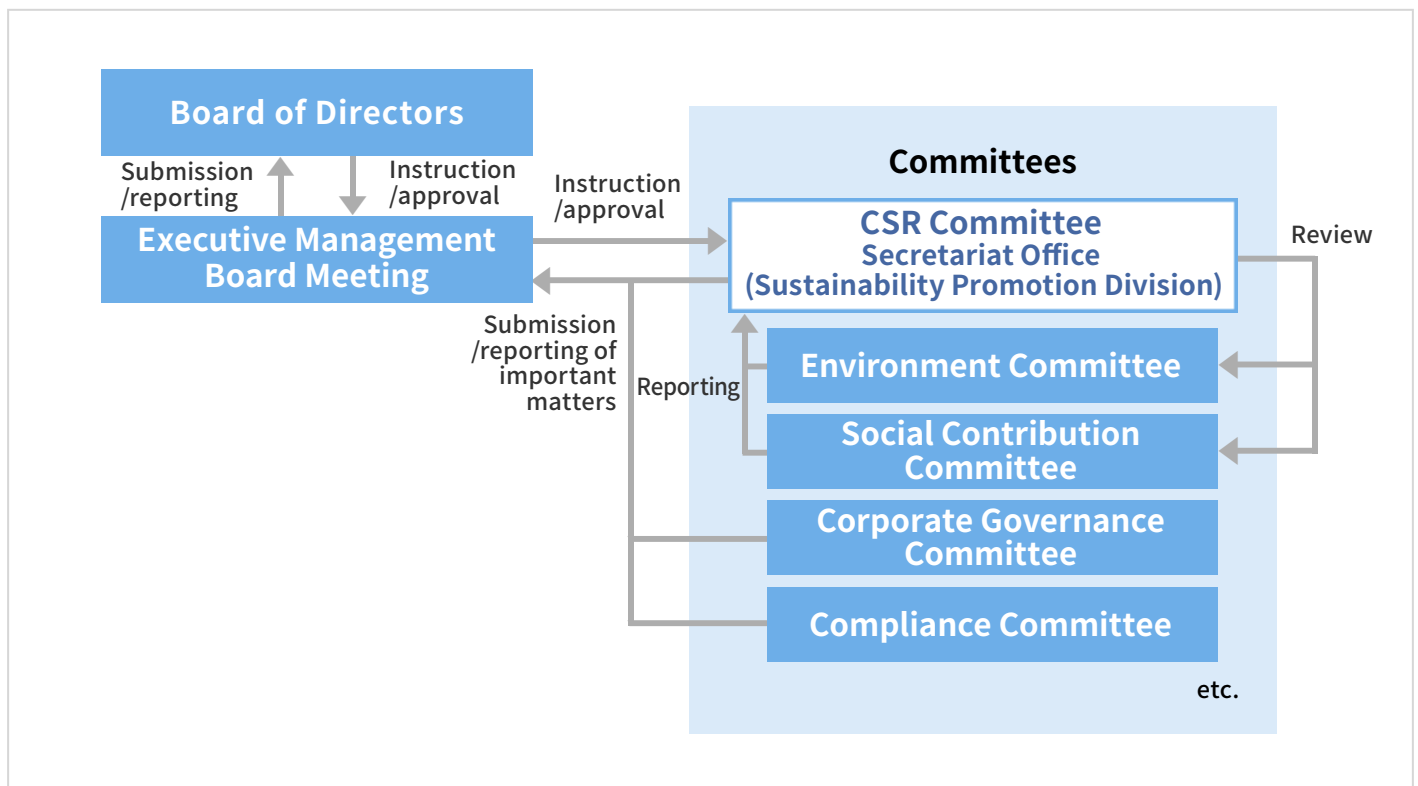 Board of Directors
Submission
/reporting
Instruction
/approval
Executive Management
Board Meeting
Instruction
/approval
Submission
/reporting of
important
matters
Committees
CSR Committee
Secretariat Office
(Sustainability Promotion Division)
Review
Reporting
Environment Committee
Social Contribution
Committee
Corporate Governance
Committee
Compliance Committee
etc.